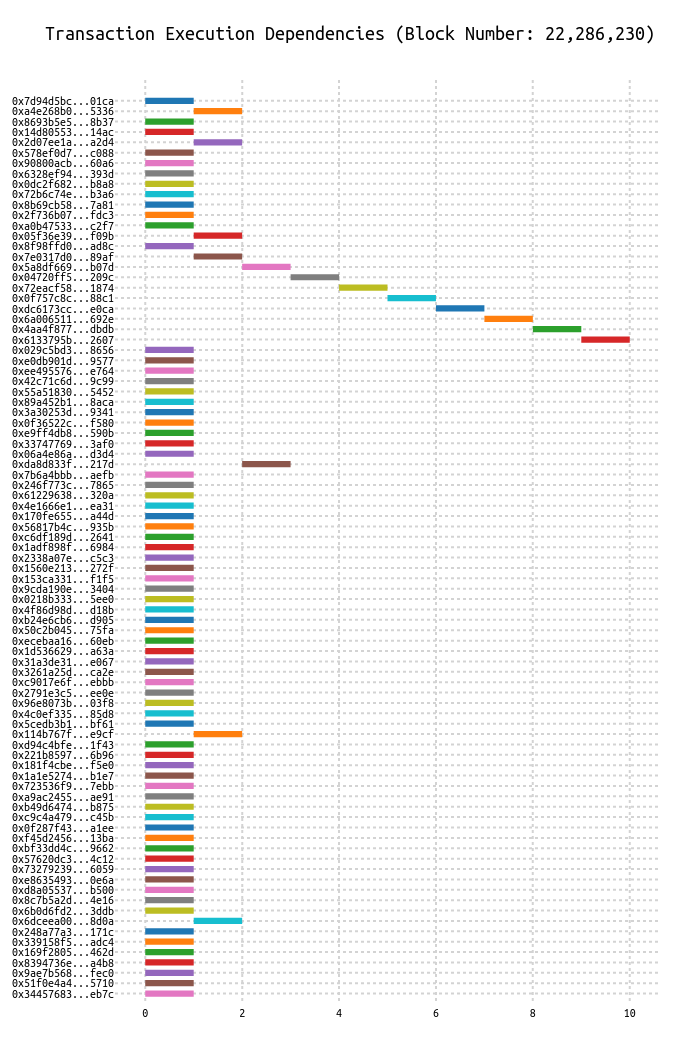 Transaction Execution Dependencies (Block Number: 22,286,230)
0x7d94d5bc...01ca
0xa4e268b0...5336
0x8693b5e5...8b37
0x14d80553...14ac
0x2d07ee1a...a2d4
0x578ef0d7...c088
0x90800acb...60a6
0x6328ef94...393d
0x0dc2f682...b8a8
0x72b6c74e...b3a6
0x8b69cb58...7a81
0x2f736b07...fdc3
0xa0b47533...c2f7
0x05f36e39...f09b
0x8f98ffd0...ad8c
0x7e0317d0...89af
0x5a8df669...b07d
0x04720ff5...209c
0x72eacf58...1874
0x0f757c8c...88c1
0xdc6173cc...e0ca
0x6a006511...692e
0x4aa4f877...dbdb
0x6133795b...2607
0x029c5bd3...8656
0xe0db901d...9577
0xee495576...e764
0x42c71c6d...9c99
0x55a51830...5452
0x89a452b1...8aca
0x3a30253d...9341
0x0f36522c...f580
0xe9ff4db8...590b
0x33747769...3af0
0x06a4e86a...d3d4
0xda8d833f...217d
0x7b6a4bbb...aefb
0x246f773c...7865
0x61229638...320a
0x4e1666e1...ea31
0x170fe655...a44d
0x56817b4c...935b
0xc6df189d...2641
0x1adf898f...6984
0x2338a07e...c5c3
0x1560e213...272f
0x153ca331...f1f5
0x9cda190e...3404
0x0218b333...5ee0
0x4f86d98d...d18b
0xb24e6cb6...d905
0x50c2b045...75fa
0xecebaa16...60eb
0x1d536629...a63a
0x31a3de31...e067
0x3261a25d...ca2e
0xc9017e6f...ebbb
0x2791e3c5...ee0e
0x96e8073b...03f8
0x4c0ef335...85d8
0x5cedb3b1...bf61
0x114b767f...e9cf
0xd94c4bfe...1f43
0x221b8597...6b96
0x181f4cbe...f5e0
0x1a1e5274...b1e7
0x723536f9...7ebb
0xa9ac2455...ae91
0xb49d6474...b875
0xc9c4a479...c45b
0x0f287f43...a1ee
0xf45d2456...13ba
0xbf33dd4c...9662
0x57620dc3...4c12
0x73279239...6059
0xe8635493...0e6a
0xd8a05537...b500
0x8c7b5a2d...4e16
0x6b0d6fd2...3ddb
0x6dceea00...8d0a
0x248a77a3...171c
0x339158f5...adc4
0x169f2805...462d
0x8394736e...a4b8
0x9ae7b568...fec0
0x51f0e4a4...5710
0x34457683...eb7c
0 2 4 6 8 10